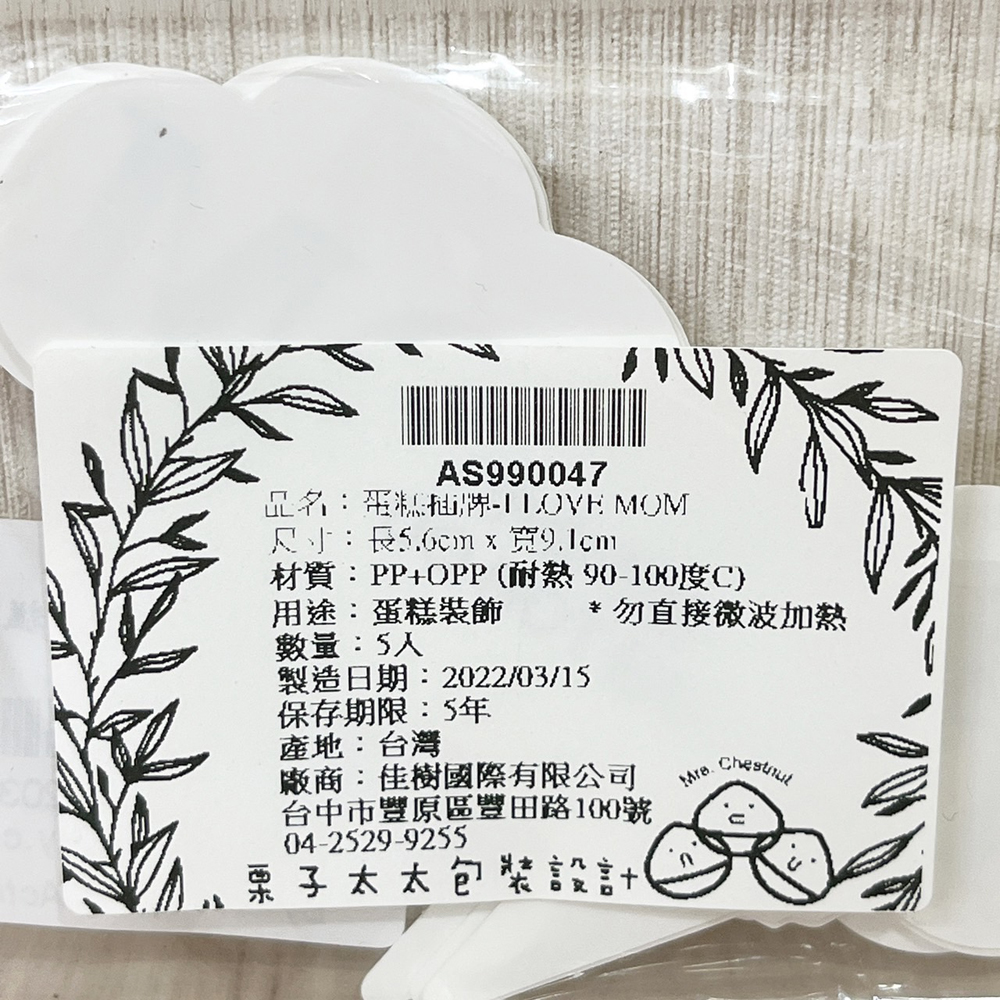 AS990047
品名：蛋糕插牌-I LOVE MOM
尺寸：長5.6cm x 寬9.1cm
材質：PP+OPP (耐熱 90-100度C)
用途：蛋糕裝飾 * 勿直接微波加熱
數量：5人
製造日期：2022/03/15
保存期限：5年
產地：台灣
廠商：佳樹國際有限公司
台中市豐原區豐田路100號
04-2529-9255
Mrs. Chestnut
栗子太太包裝設計